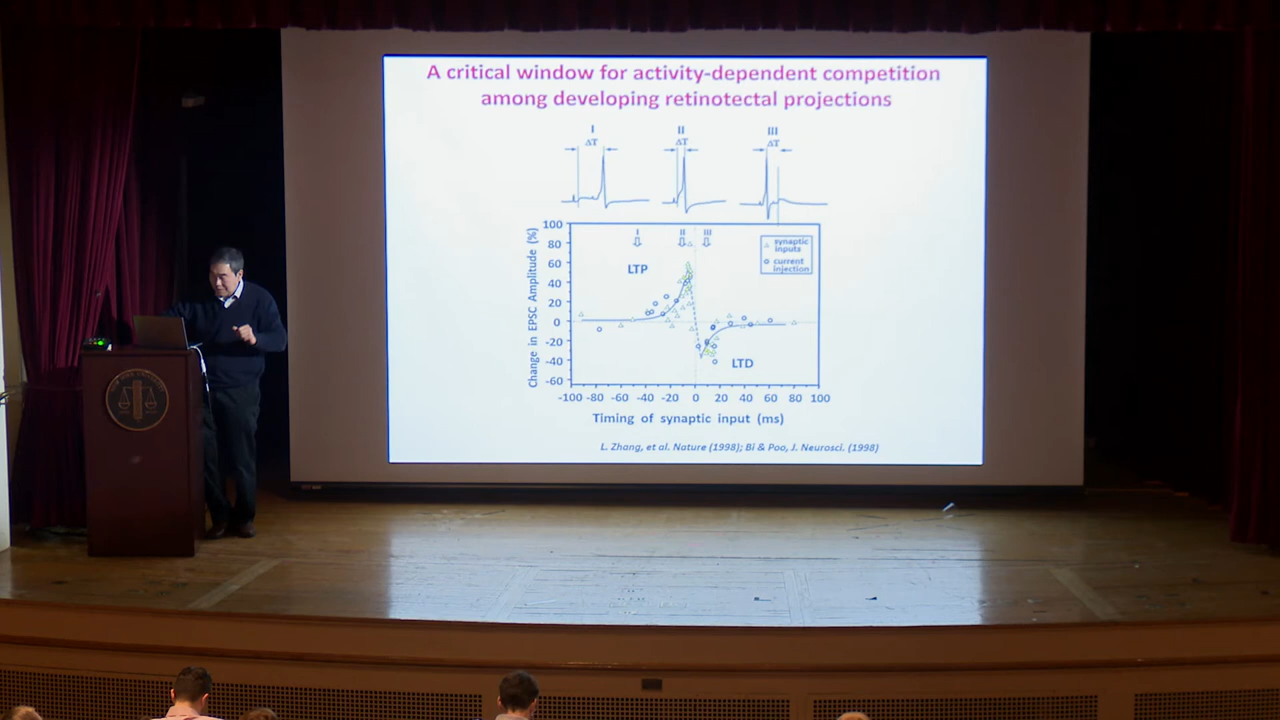 A critical window for activity-dependent competition
among developing retinotectal projections
I II III
ΔT ΔT ΔT
100
80
60
40
20
0
-20
-40
-60
Change in EPSC Amplitude (%)
I II III
LTP
synaptic
inputs
current
injection
LTD
-100 -80 -60 -40 -20 0 20 40 60 80 100
Timing of synaptic input (ms)
L. Zhang, et al. Nature (1998); Bi & Poo, J. Neurosci. (1998)